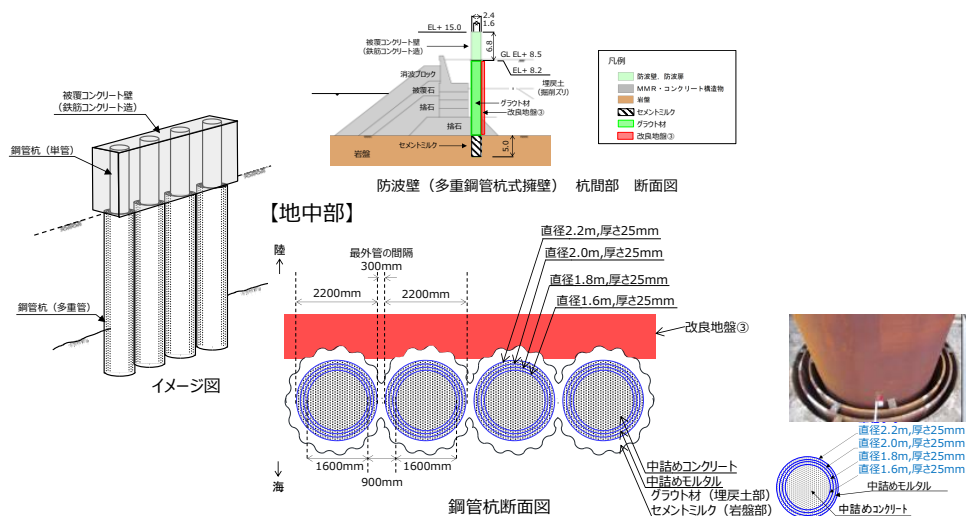 被覆コンクリート壁
(鉄筋コンクリート造)
鋼管杭(単管)
鋼管杭(多重管)
イメージ図
2.4
1.6
EL+ 15.0
被覆コンクリート壁
(鉄筋コンクリート造)
6.8
GL EL+ 8.5
EL+ 8.2
消波ブロック
被覆石
捨石
捨石
埋戻土
(掘削ズリ)
グラウト材
改良地盤③
セメントミルク
5.0
岩盤
防波壁(多重鋼管杭式擁壁) 杭間部 断面図
凡例
防波壁、防波扉
MMR・コンクリート構造物
岩盤
セメントミルク
グラウト材
改良地盤③
【地中部】
陸
海
最外管の間隔
300mm
2200mm
2200mm
直径2.2m,厚さ25mm
直径2.0m,厚さ25mm
直径1.8m,厚さ25mm
直径1.6m,厚さ25mm
改良地盤③
1600mm
1600mm
900mm
中詰めコンクリート
中詰めモルタル
グラウト材(埋戻土部)
セメントミルク(岩盤部)
鋼管杭断面図
直径2.2m,厚さ25mm
直径2.0m,厚さ25mm
直径1.8m,厚さ25mm
直径1.6m,厚さ25mm
中詰めモルタル
中詰めコンクリート